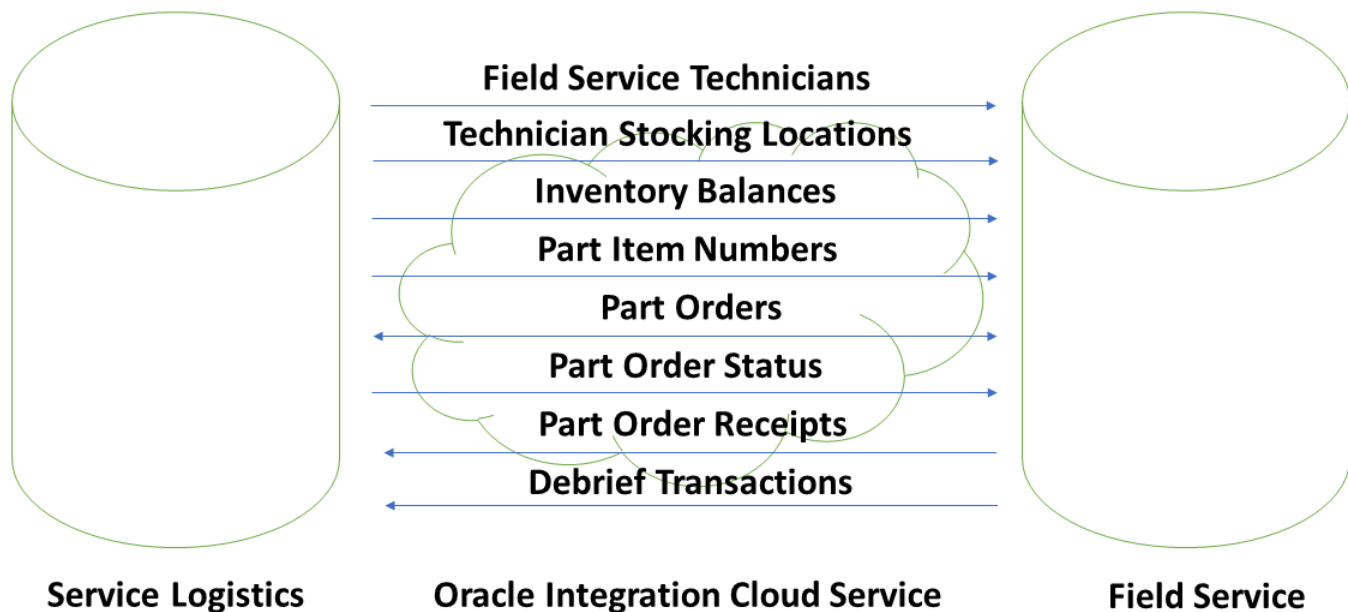 Field Service Technicians
Technician Stocking Locations
Inventory Balances
Part Item Numbers
Part Orders
Part Order Status
Part Order Receipts
Debrief Transactions
Service Logistics
Oracle Integration Cloud Service
Field Service